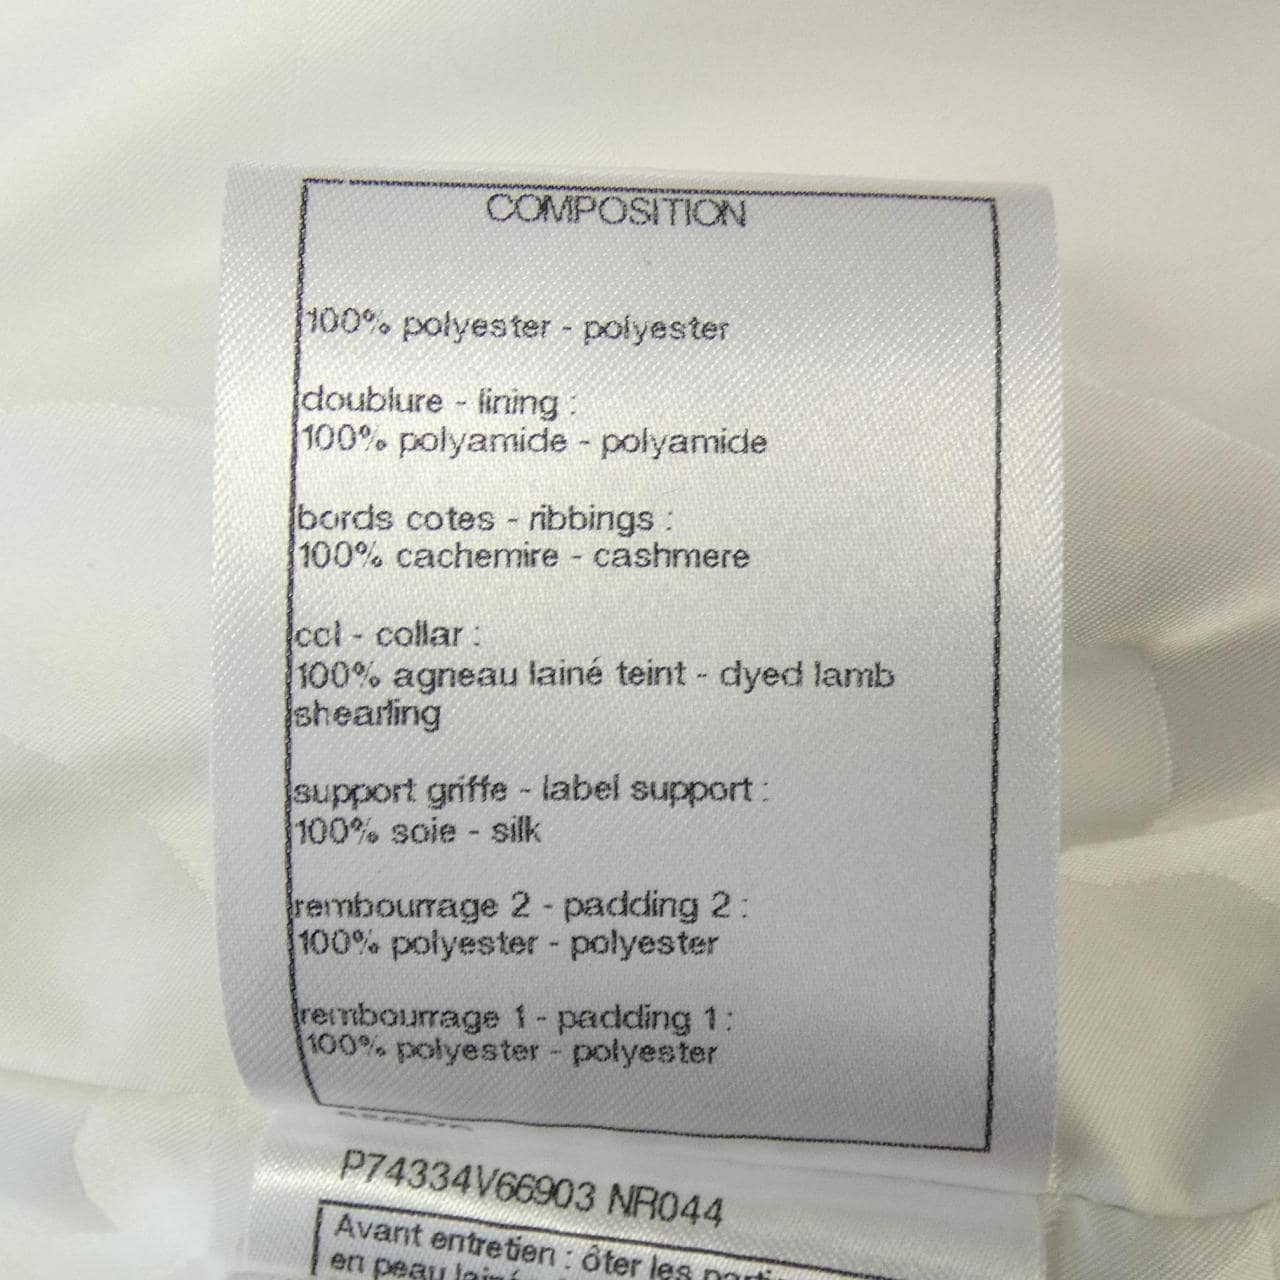 COMPOSITION
100% polyester - polyester
doublure - lining :
100% polyamide - polyamide
bords cotes - ribbings :
100% cachemire - cashmere
col - collar :
100% agneau lainé teint - dyed lamb
shearling
support griffe - label support :
100% soie - silk
rembourrage 2 - padding 2 :
100% polyester - polyester
rembourrage 1 - padding 1 :
100% polyester - polyester
P74334V66903 NR044
Avant entretien : ôter les
en peau